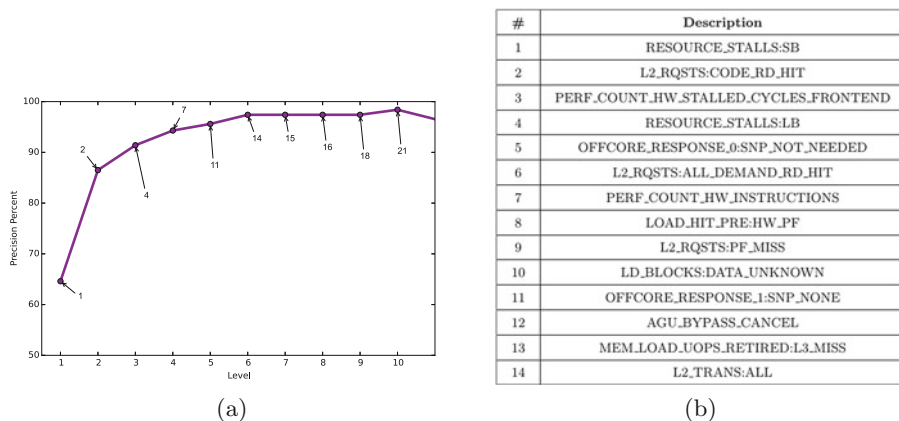 100
90
80
70
60
50
Precision Percent
1
2
4
7
11
14
15
16
18
21
1 2 3 4 5 6 7 8 9 10
Level
(a)
# Description
1 RESOURCE_STALLS:SB
2 L2_RQSTS:CODE_RD_HIT
3 PERF_COUNT_HW_STALLED_CYCLES_FRONTEND
4 RESOURCE_STALLS:LB
5 OFFCORE_RESPONSE_0:SNP_NOT_NEEDED
6 L2_RQSTS:ALL_DEMAND_RD_HIT
7 PERF_COUNT_HW_INSTRUCTIONS
8 LOAD_HIT_PRE:HW_PF
9 L2_RQSTS:PF_MISS
10 LD_BLOCKS:DATA_UNKNOWN
11 OFFCORE_RESPONSE_1:SNP_NONE
12 AGU_BYPASS_CANCEL
13 MEM_LOAD_UOPS_RETIRED:L3_MISS
14 L2_TRANS:ALL
(b)